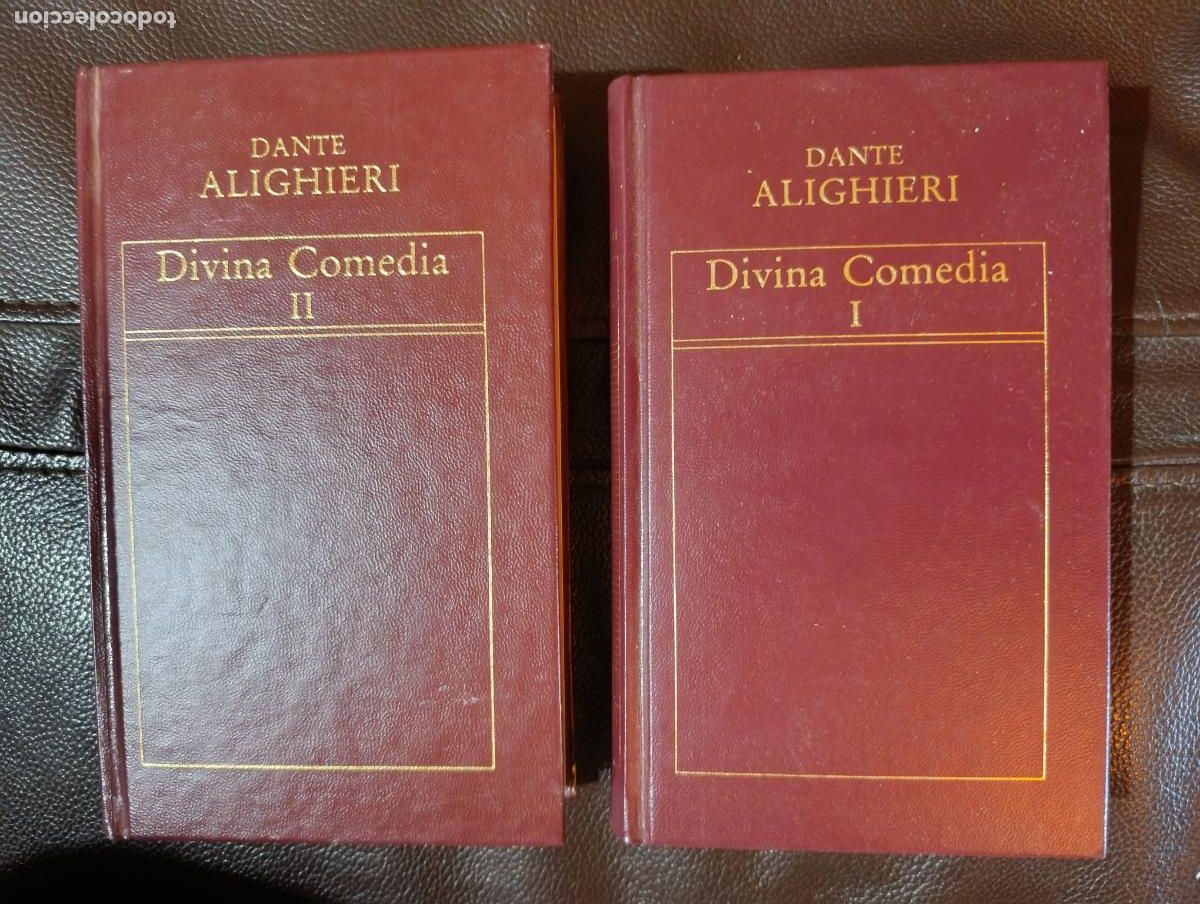 todocoleccion
DANTE
ALIGHIERI
Divina Comedia
II
DANTE
ALIGHIERI
Divina Comedia
I